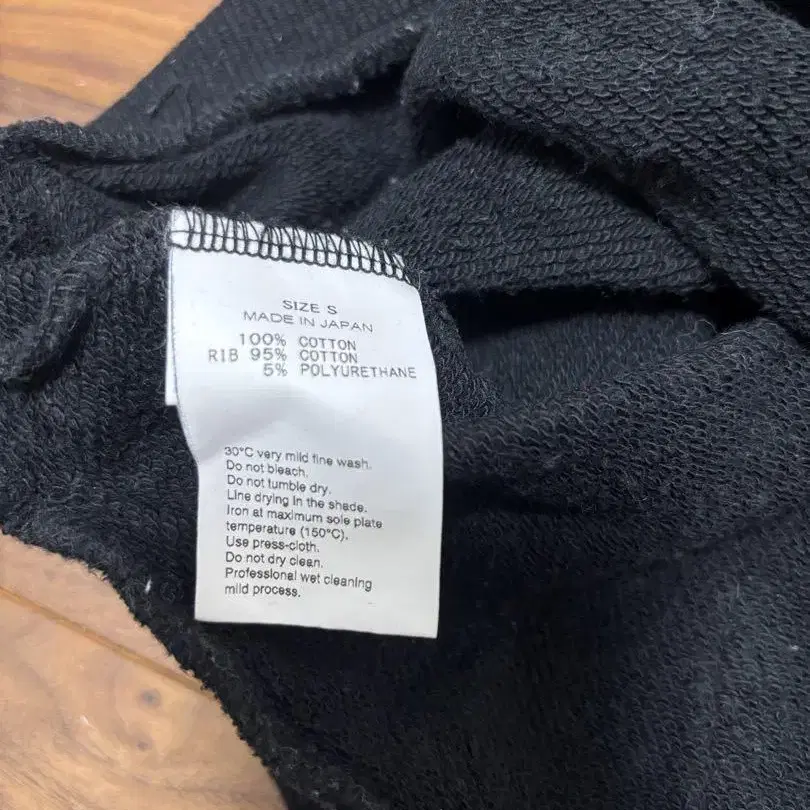 SIZE S
MADE IN JAPAN
100% COTTON
RIB 95% COTTON
5% POLYURETHANE
30°C very mild fine wash.
Do not bleach.
Do not tumble dry.
Line drying in the shade.
Iron at maximum sole plate
temperature (150°C).
Use press-cloth.
Do not dry clean.
Professional wet cleaning
mild process.